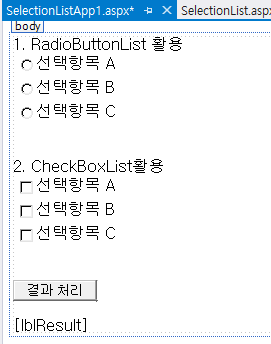 SelectionListApp1.aspx* SelectionList.asp
body
1. RadioButtonList 활용
선택항목 A
선택항목 B
선택항목 C
2. CheckBoxList활용
선택항목 A
선택항목 B
선택항목 C
결과 처리
[lblResult]